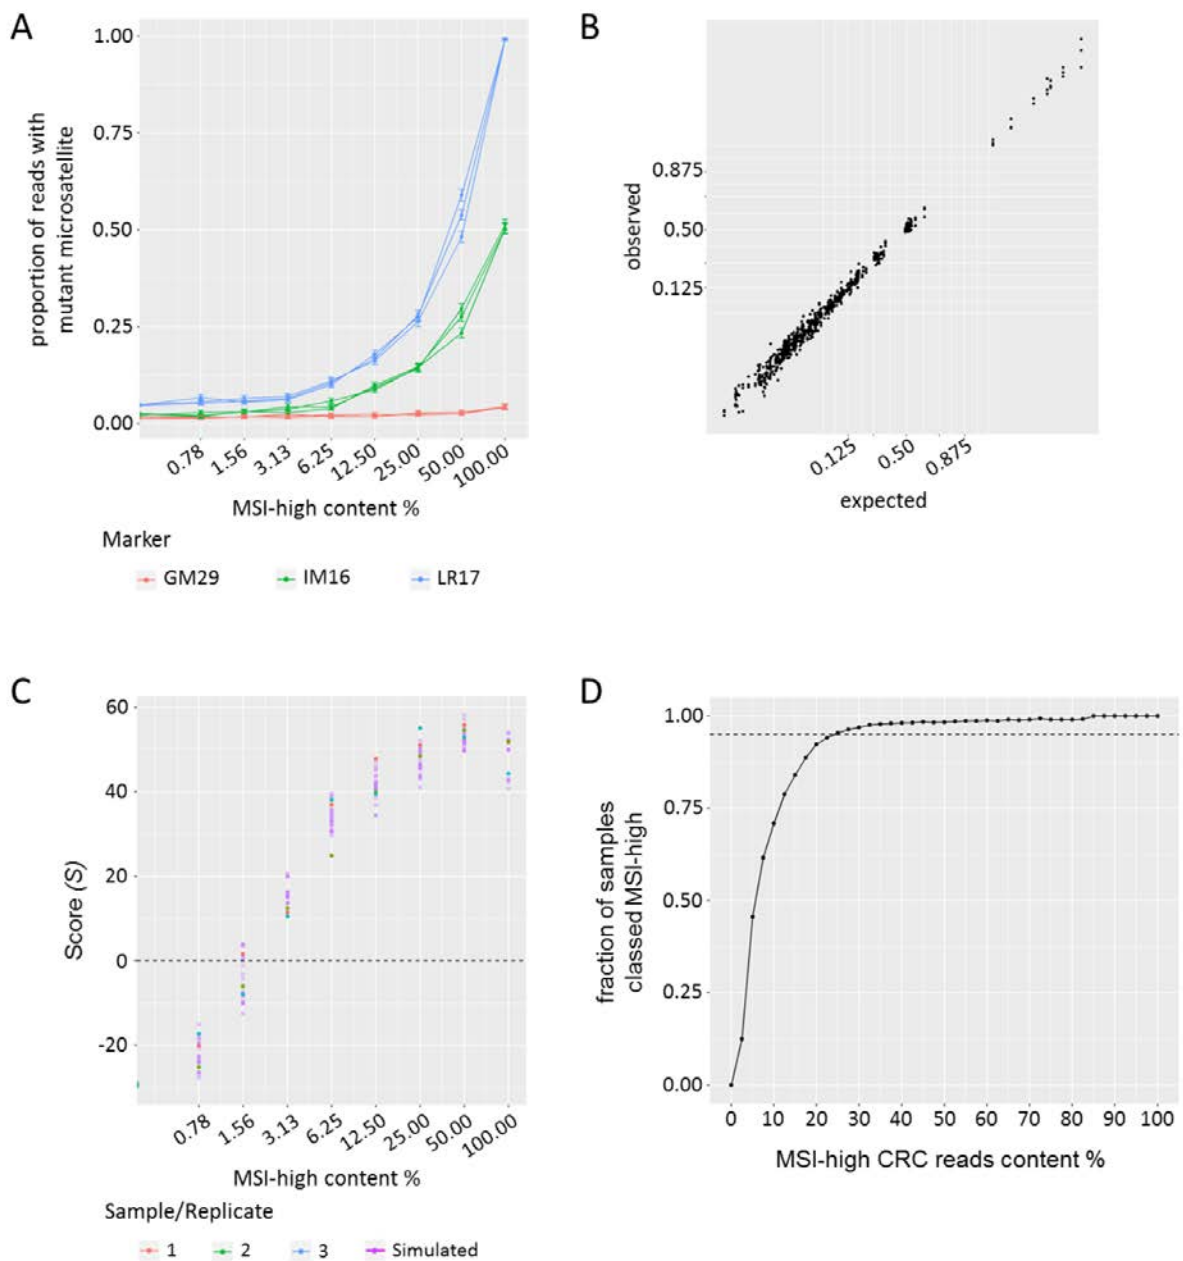 A
1.00
0.75
0.50
0.25
0.00
proportion of reads with
mutant microsatellite
0.78
1.56
3.13
6.25
12.50
25.00
50.00
100.00
MSI-high content %
Marker
GM29
IM16
LR17
B
0.875
0.50
0.125
observed
0.125
0.50
0.875
expected
C
60
40
20
0
-20
Score (S)
0.78
1.56
3.13
6.25
12.50
25.00
50.00
100.00
MSI-high content %
Sample/Replicate
1
2
3
Simulated
D
1.00
0.75
0.50
0.25
0.00
fraction of samples
classed MSI-high
0
10
20
30
40
50
60
70
80
90
100
MSI-high CRC reads content %